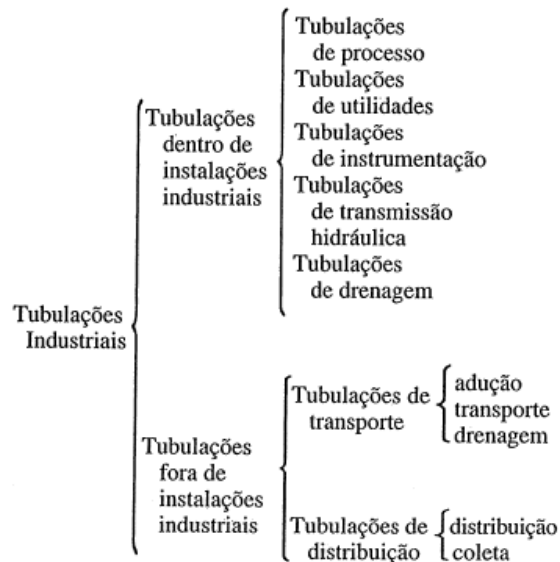 Tubulações
Industriais
Tubulações
dentro de
instalações
industriais
Tubulações
de processo
Tubulações
de utilidades
Tubulações
de instrumentação
Tubulações
de transmissão
hidráulica
Tubulações
de drenagem
Tubulações
fora de
instalações
industriais
Tubulações de
transporte
adução
transporte
drenagem
Tubulações de
distribuição
distribuição
coleta